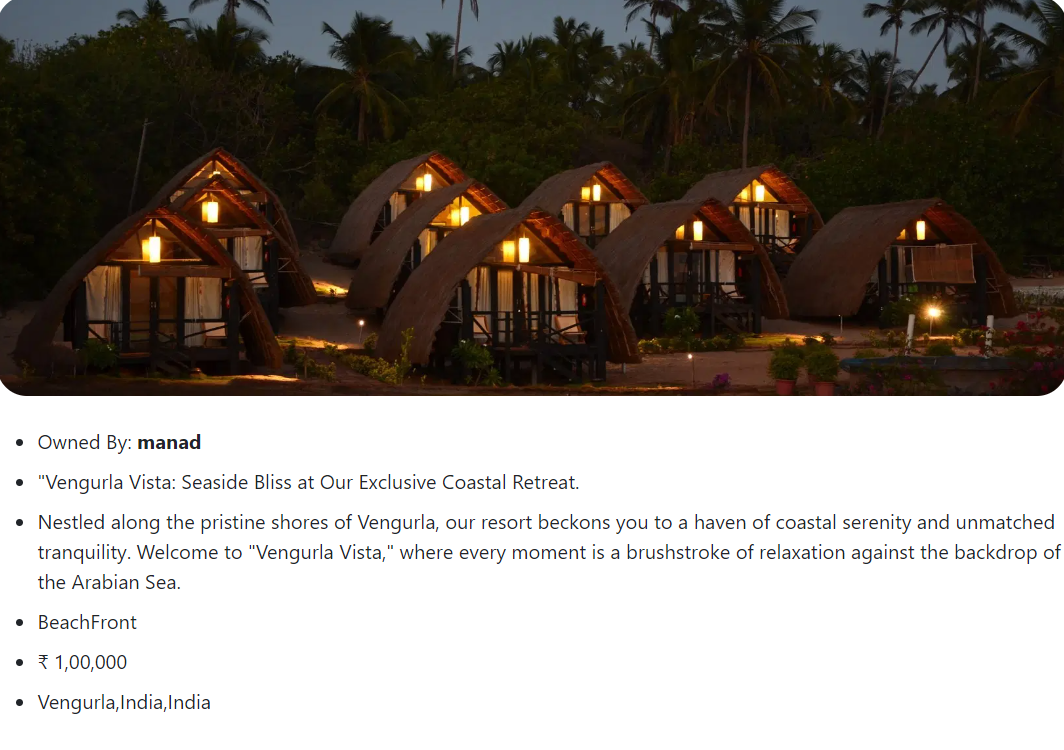 Owned By: manad
"Vengurla Vista: Seaside Bliss at Our Exclusive Coastal Retreat.
Nestled along the pristine shores of Vengurla, our resort beckons you to a haven of coastal serenity and unmatched
tranquility. Welcome to "Vengurla Vista," where every moment is a brushstroke of relaxation against the backdrop of
the Arabian Sea.
BeachFront
₹ 1,00,000
Vengurla,India,India